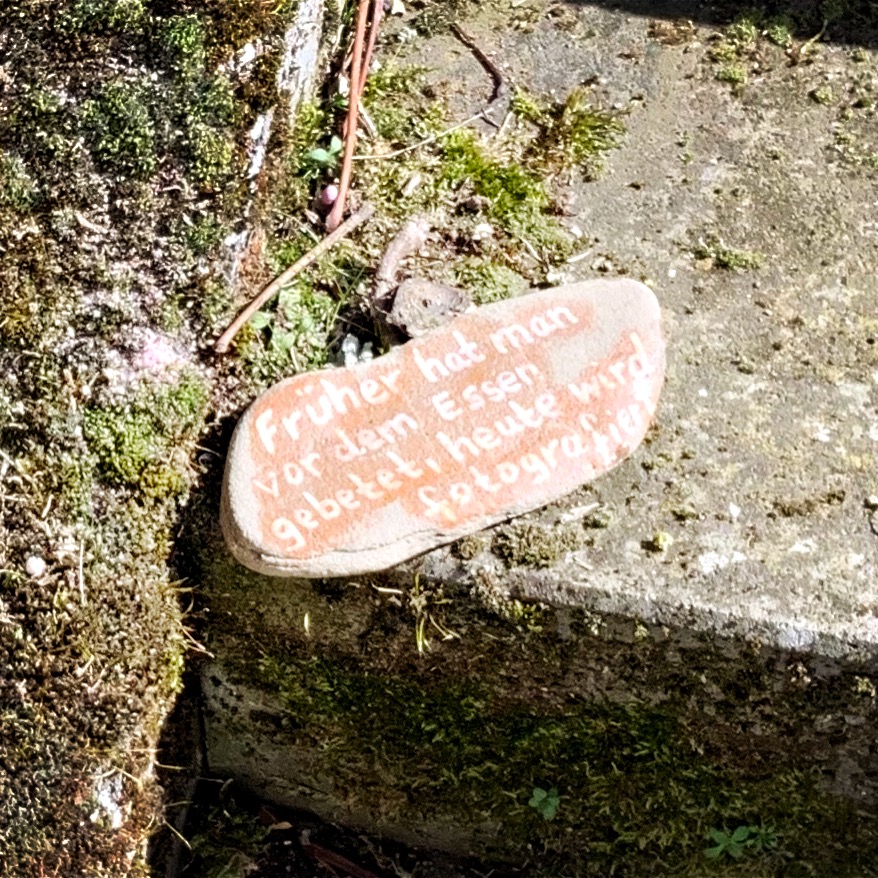 Früher hat man
vor dem Essen
gebetet, heute wird
fotografiert